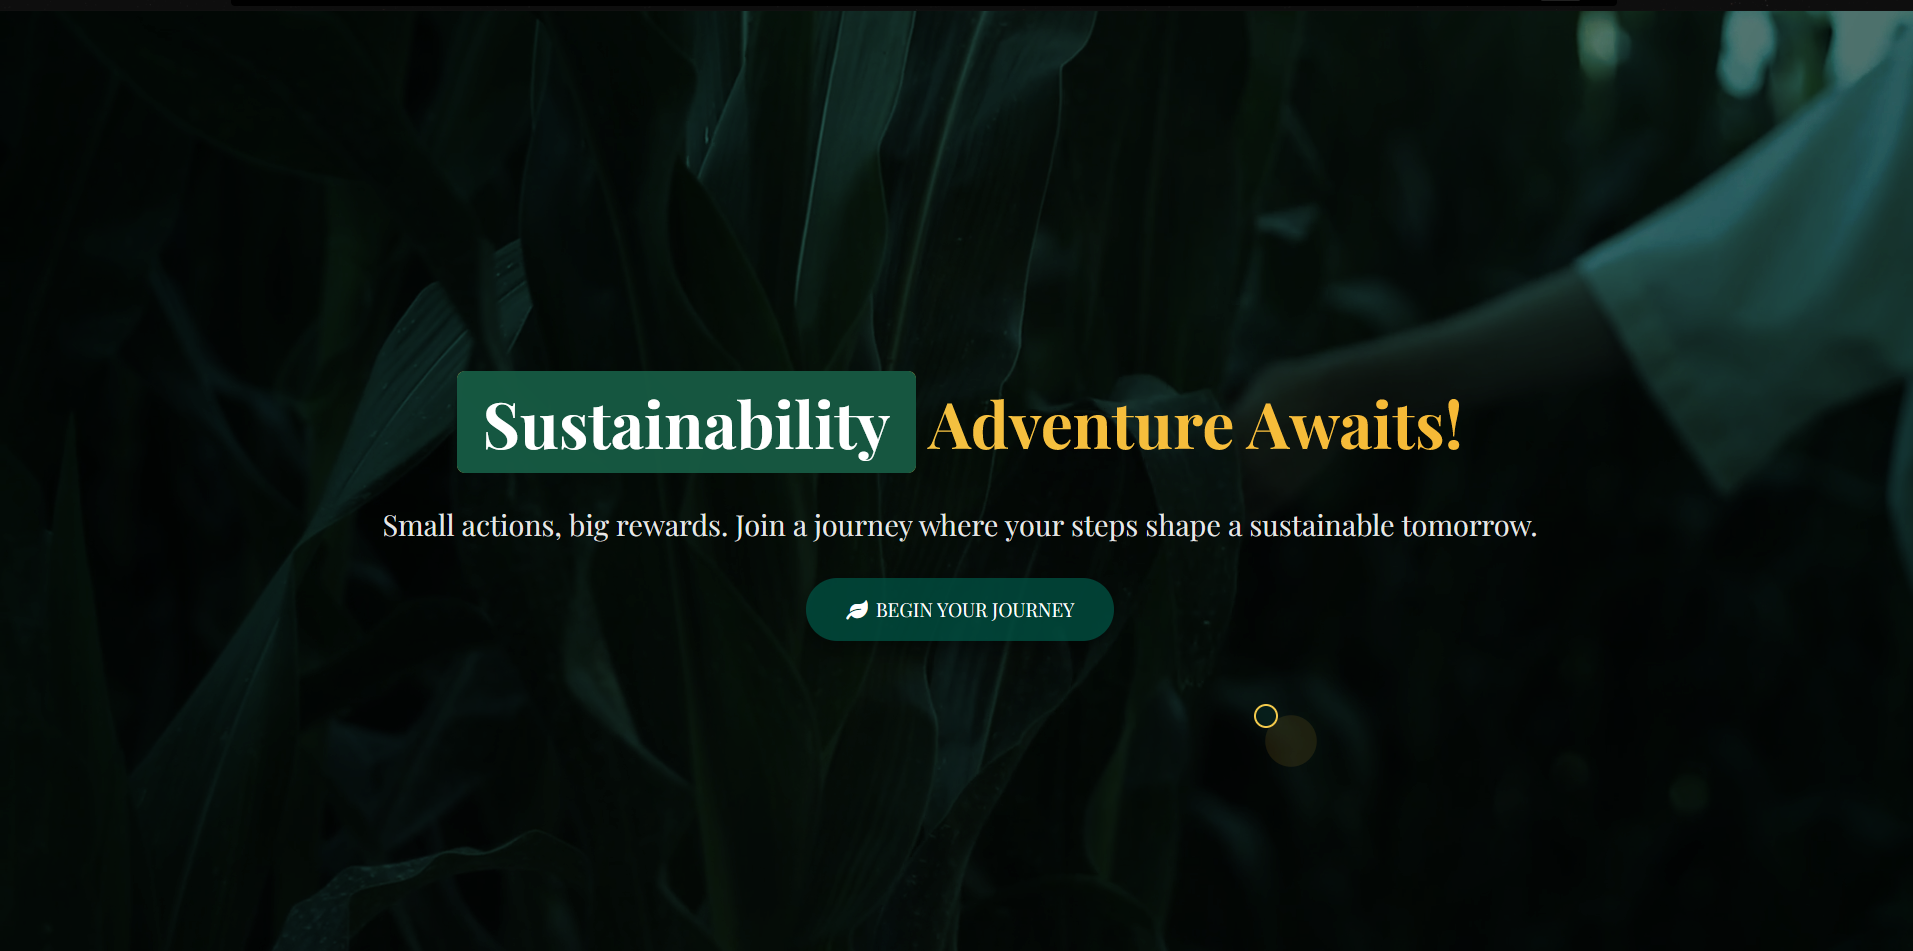 Sustainability Adventure Awaits!
Small actions, big rewards. Join a journey where your steps shape a sustainable tomorrow.
BEGIN YOUR JOURNEY